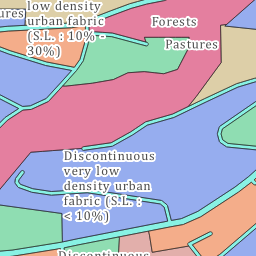 low density
urban fabric
(S.L. : 10% -
30%)
ures
Forests
Pastures
Discontinuous
very low
density urban
fabric (S.L. :
< 10%)
Discontinuous